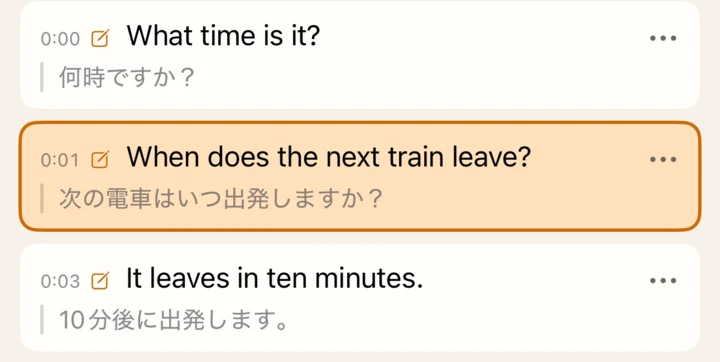 0:00 What time is it?
何時ですか？
0:01 When does the next train leave?
次の電車はいつ出発しますか？
0:03 It leaves in ten minutes.
10分後に出発します。